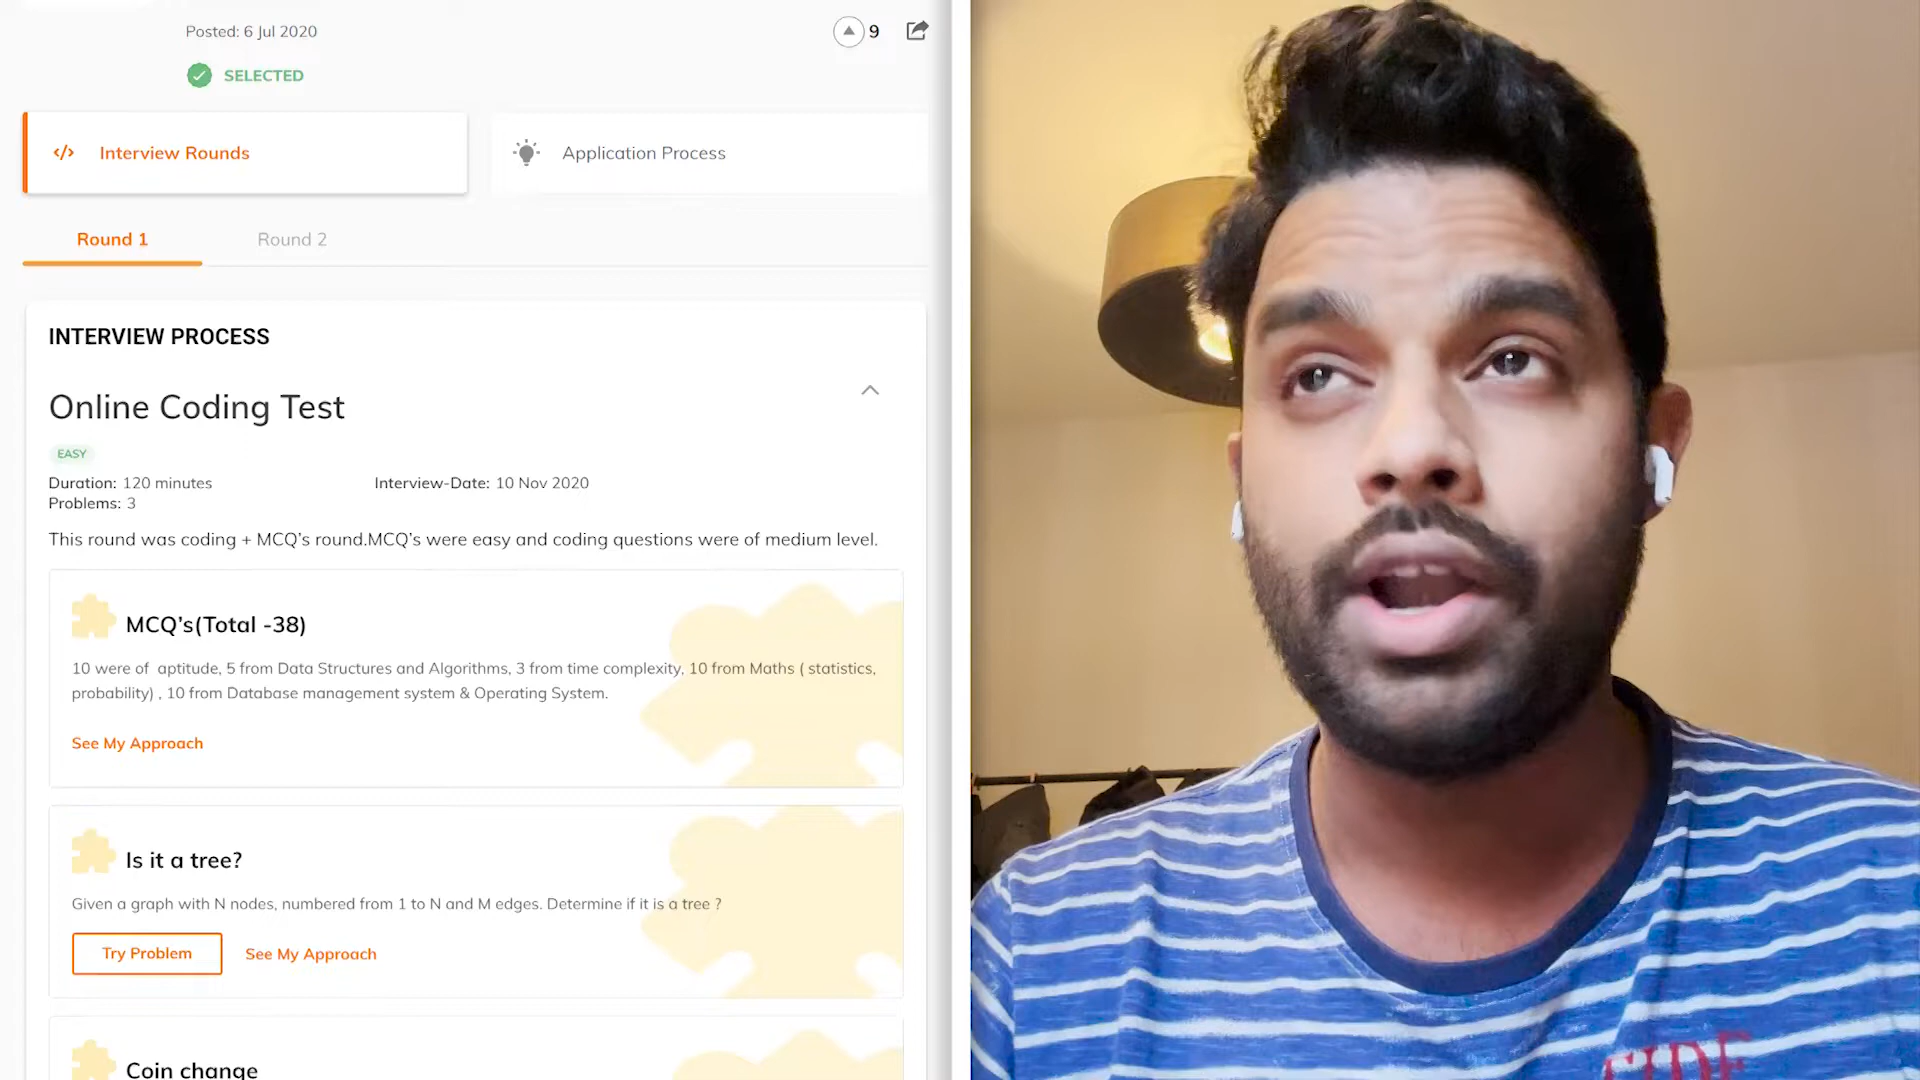 Posted: 6 Jul 2020
9
SELECTED
</> Interview Rounds
Application Process
Round 1
Round 2
INTERVIEW PROCESS
Online Coding Test
EASY
Duration: 120 minutes
Interview-Date: 10 Nov 2020
Problems: 3
This round was coding + MCQ’s round.MCQ’s were easy and coding questions were of medium level.
MCQ’s(Total -38)
10 were of aptitude, 5 from Data Structures and Algorithms, 3 from time complexity, 10 from Maths ( statistics,
probability) , 10 from Database management system & Operating System.
See My Approach
Is it a tree?
Given a graph with N nodes, numbered from 1 to N and M edges. Determine if it is a tree ?
Try Problem
See My Approach
Coin change